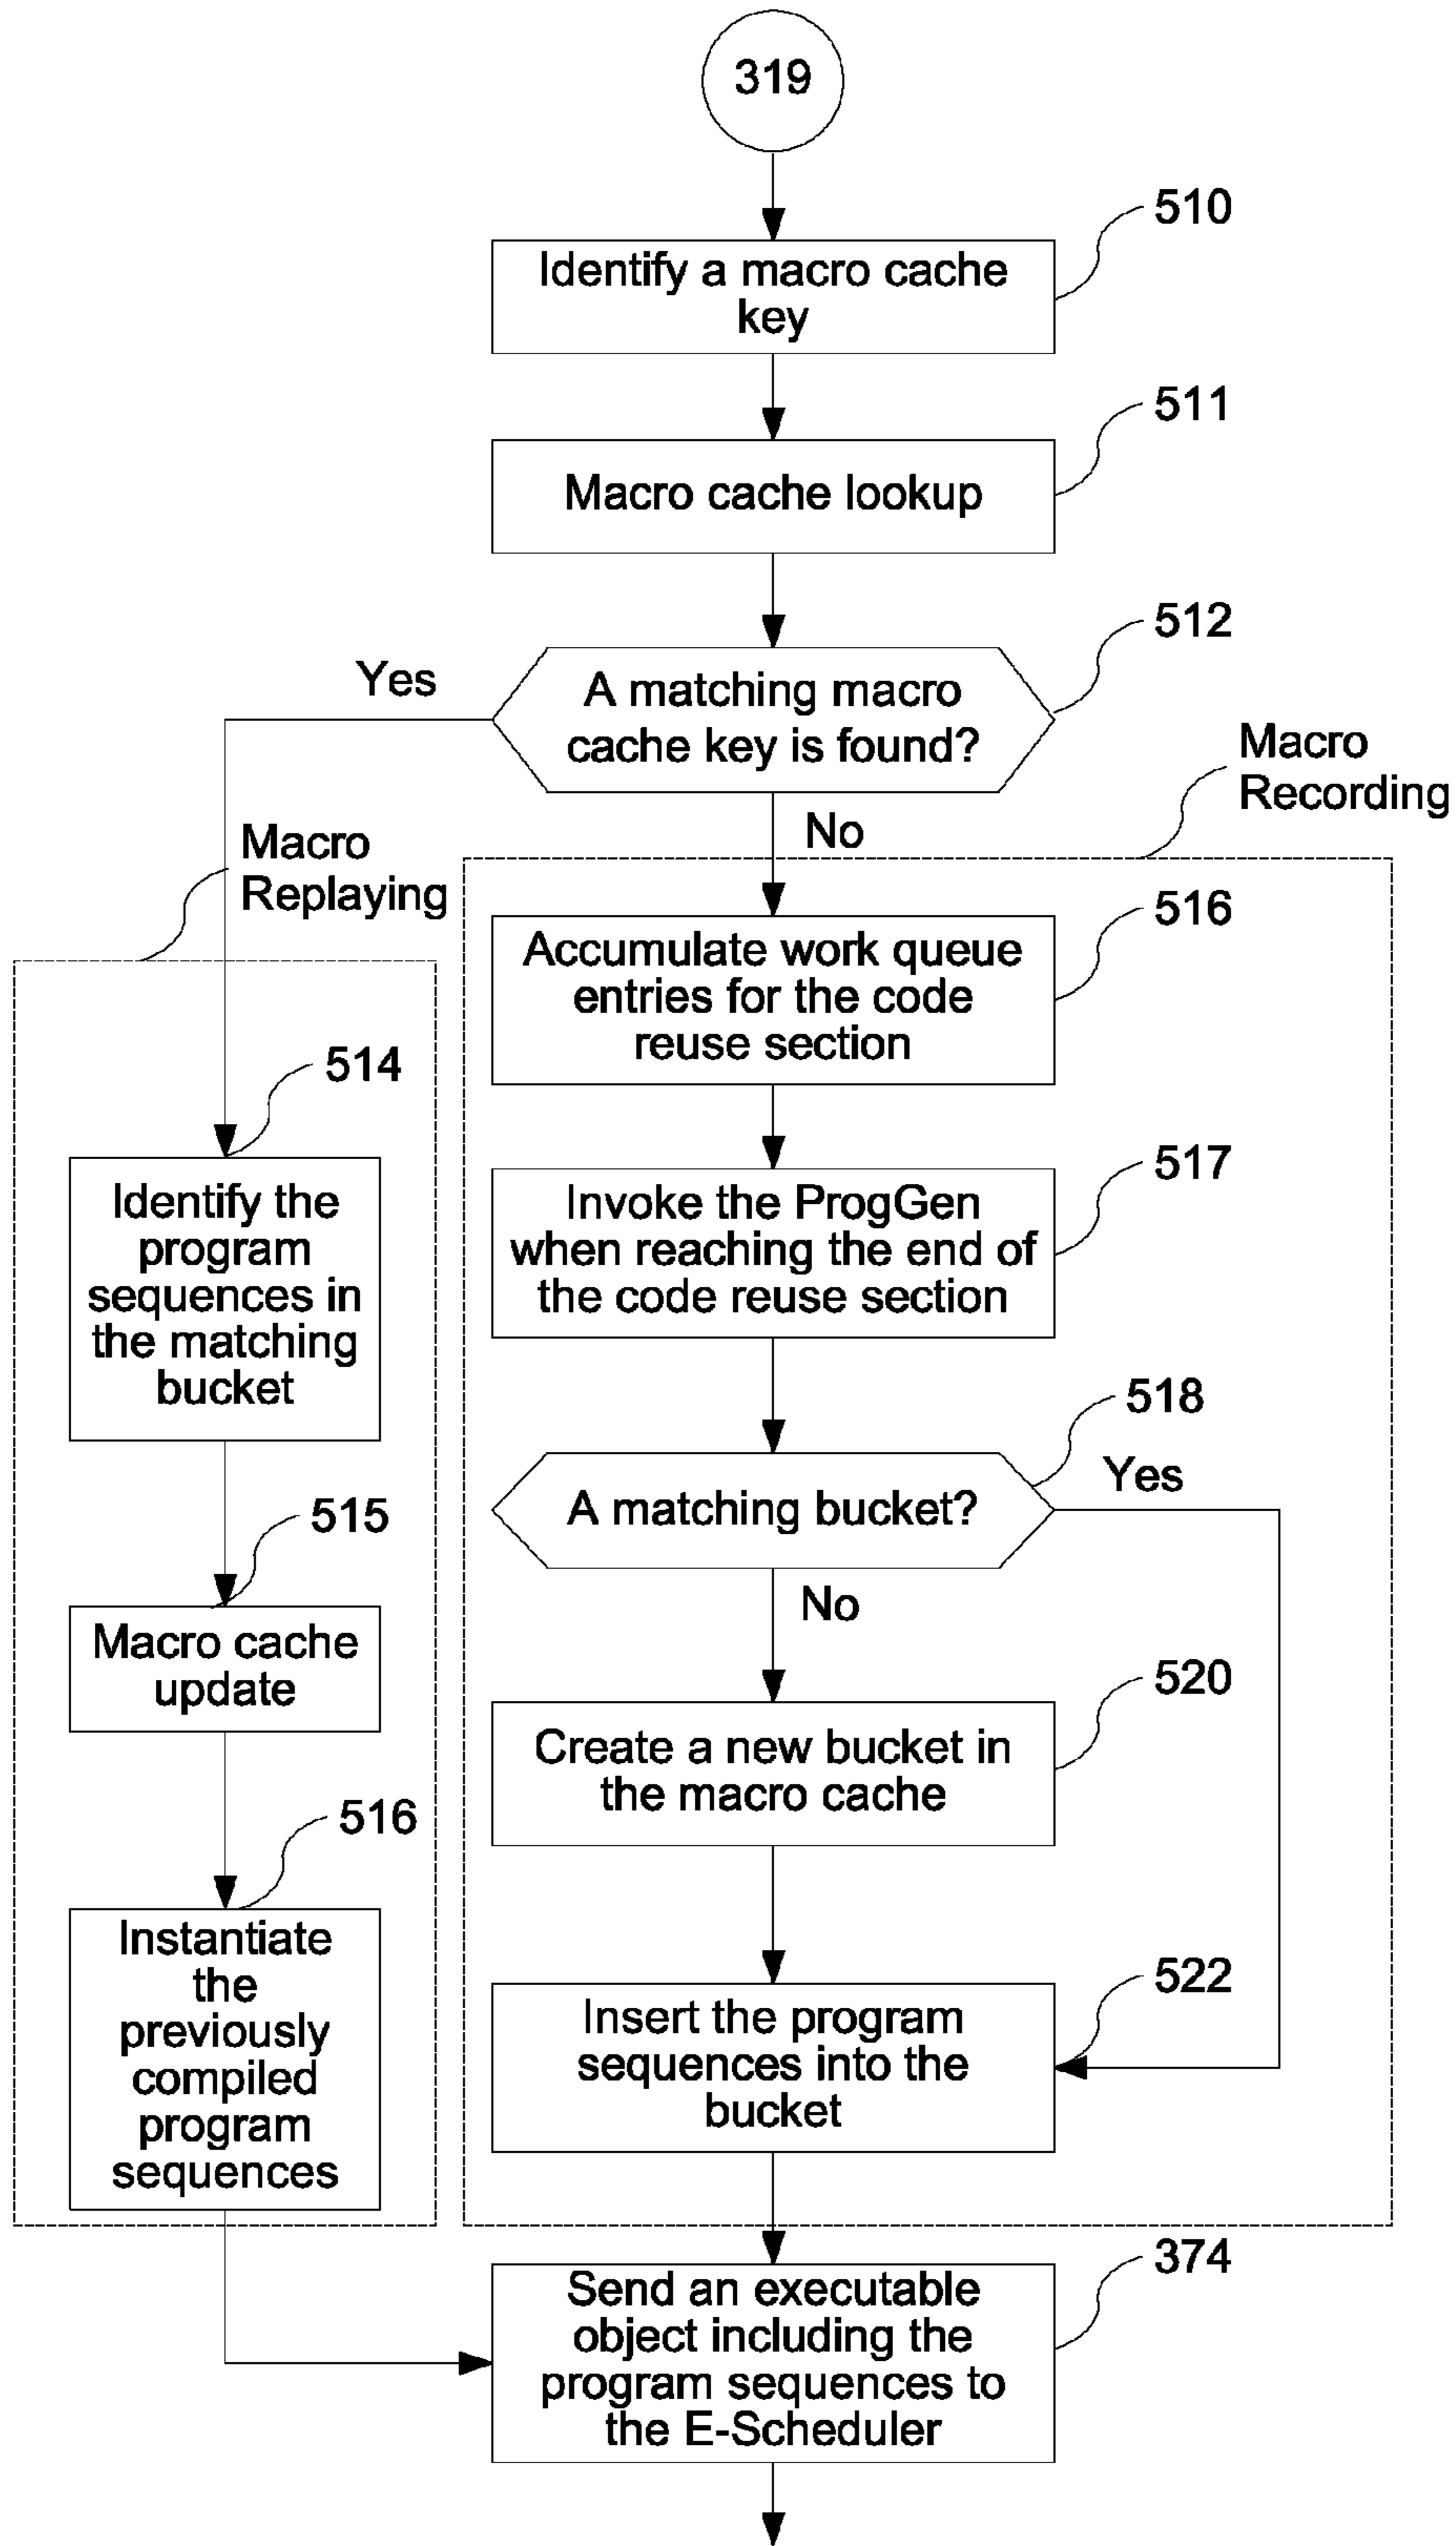 319
510
Identify a macro cache
key
511
Macro cache lookup
512
Yes
A matching macro
cache key is found?
Macro
Recording
No
Macro
Replaying
516
Accumulate work queue
entries for the code
reuse section
514
517
Identify the
program
sequences in
the matching
bucket
Invoke the ProgGen
when reaching the end of
the code reuse section
518
Yes
A matching bucket?
515
No
Macro cache
update
520
Create a new bucket in
the macro cache
516
Instantiate
the
previously
compiled
program
sequences
522
Insert the program
sequences into the
bucket
374
Send an executable
object including the
program sequences to
the E-Scheduler